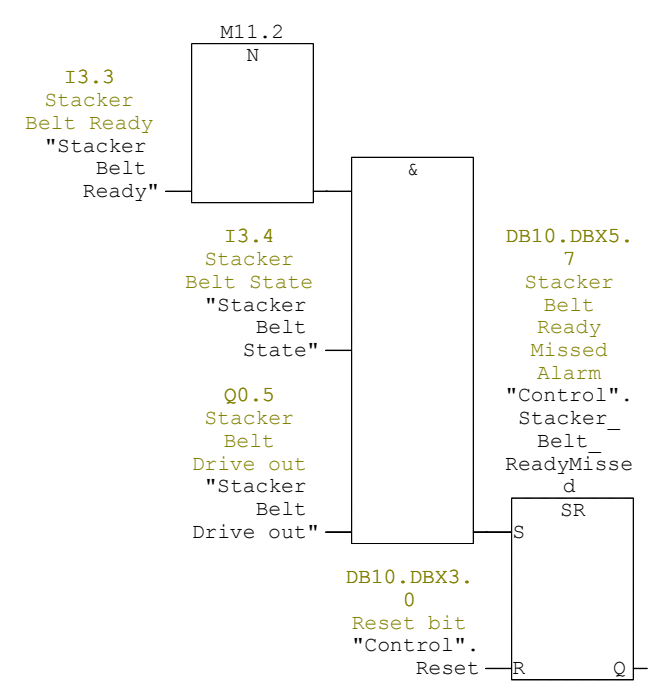 M11.2
N
I3.3
Stacker
Belt Ready
"Stacker
Belt
Ready"
&
I3.4
Stacker
Belt State
"Stacker
Belt
State"
Q0.5
Stacker
Belt
Drive out
"Stacker
Belt
Drive out"
DB10.DBX5.
7
Stacker
Belt
Ready
Missed
Alarm
"Control".
Stacker_
Belt_
ReadyMisse
d
SR
S
DB10.DBX3.
0
Reset bit
"Control".
Reset
R
Q